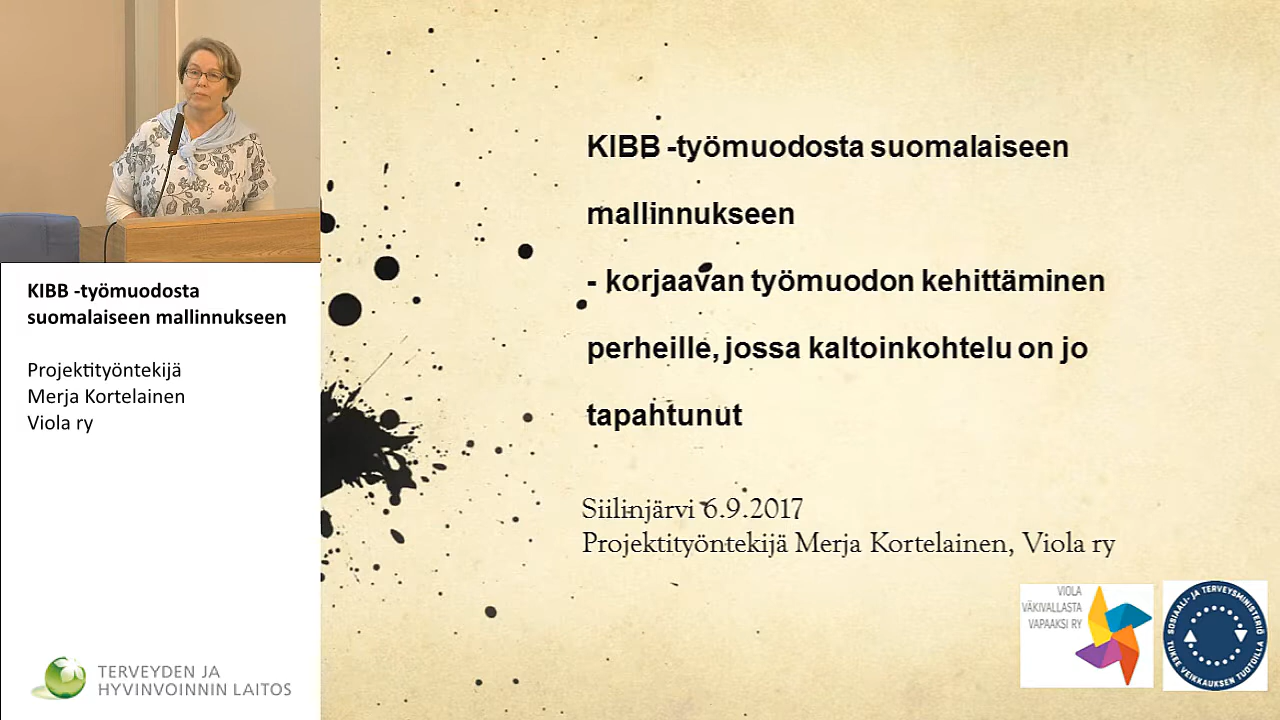 KIBB -työmuodosta
suomalaiseen mallinnukseen
Projektityöntekijä
Merja Kortelainen
Viola ry
TERVEYDEN JA
HYVINVOINNIN LAITOS
KIBB -työmuodosta suomalaiseen
mallinnukseen
- korjaavan työmuodon kehittäminen
perheille, jossa kaltoinkohtelu on jo
tapahtunut
Siilinjärvi 6.9.2017
Projektityöntekijä Merja Kortelainen, Viola ry
VIOLA
VÄKIVALLASTA
VAPAAKSI RY
SOSIAALI- JA TERVEYSMINISTERIÖ
TUKEE VEIKKAUKSEN TUOTOILLA